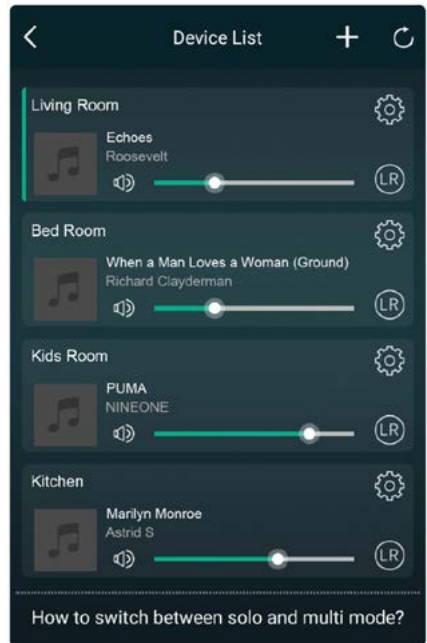 Device List
Living Room
Echoes
Roosevelt
LR
Bed Room
When a Man Loves a Woman (Ground)
Richard Clayderman
LR
Kids Room
PUMA
NINEONE
LR
Kitchen
Marilyn Monroe
Astrid S
LR
How to switch between solo and multi mode?